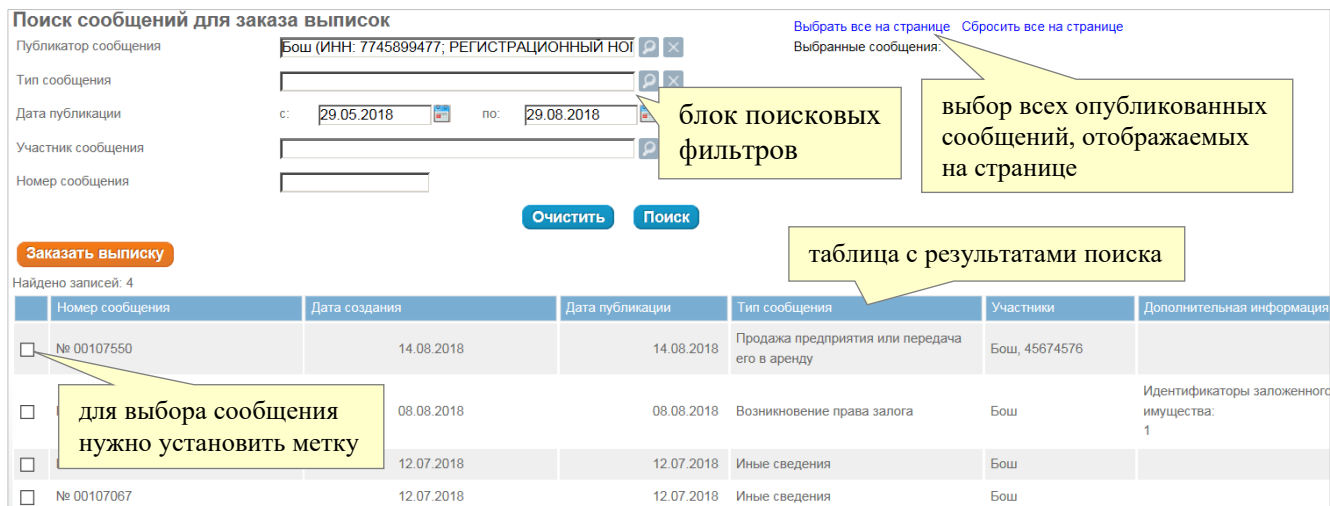 Поиск сообщений для заказа выписок
Выбрать все на странице Сбросить все на странице
Публикатор сообщения Бош (ИНН: 7745899477; РЕГИСТРАЦИОННЫЙ НО
Выбранные сообщения:
Тип сообщения
Дата публикации с: 29.05.2018 по: 29.08.2018
Участник сообщения
Номер сообщения
блок поисковых
фильтров
выбор всех опубликованных
сообщений, отображаемых
на странице
Очистить Поиск
Заказать выписку
таблица с результатами поиска
Найдено записей: 4
Номер сообщения Дата создания Дата публикации Тип сообщения Участники Дополнительная информация
№ 00107550 14.08.2018 14.08.2018 Продажа предприятия или передача
его в аренду
Бош, 45674576
для выбора сообщения
нужно установить метку
08.08.2018 08.08.2018 Возникновение права залога Бош
Идентификаторы заложенного
имущества:
1
12.07.2018 12.07.2018 Иные сведения Бош
№ 00107067 12.07.2018 12.07.2018 Иные сведения Бош